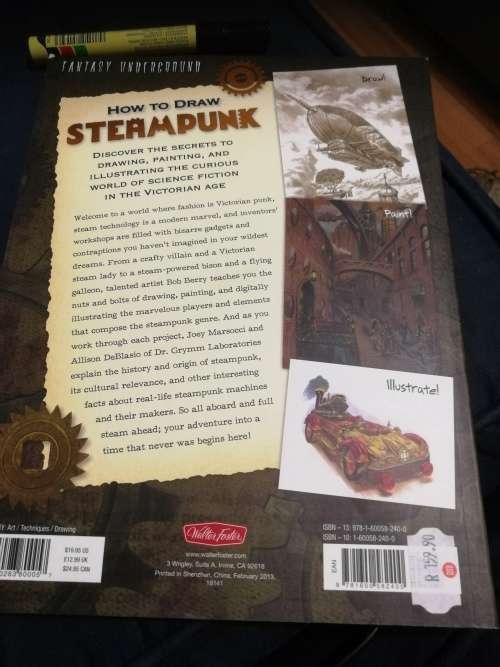 FANTASY UNDERGROUND
HOW TO DRAW
STEAMPUNK
DISCOVER THE SECRETS TO
DRAWING, PAINTING, AND
ILLUSTRATING THE CURIOUS
WORLD OF SCIENCE FICTION
IN THE VICTORIAN AGE
Welcome to a world where fashion is Victorian punk,
steam technology is a modern marvel, and inventors'
workshops are filled with bizarre gadgets and
contraptions you haven't imagined in your wildest
dreams. From a crafty villain and a Victorian
steam lady to a steam-powered bison and a flying
galleon, talented artist Bob Berry teaches you the
nuts and bolts of drawing, painting, and digitally
illustrating the marvelous players and elements
that compose the steampunk genre. And as you
work through each project, Joey Marsocci and
Allison DeBlasio of Dr. Grymm Laboratories
explain the history and origin of steampunk,
its cultural relevance, and other interesting
facts about real-life steampunk machines
and their makers. So all aboard and full
steam ahead; your adventure into a
time that never was begins here!
Draw!
Paint!
Illustrate!
Y: Art / Techniques / Drawing
$19.95 US
£12.99 UK
$24.95 CAN
Walter Foster
www.walterfoster.com
3 Wrigley, Suite A, Irvine, CA 92618
Printed in Shenzhen, China, February 2013,
18141
ISBN - 13: 978-1-60058-240-0
ISBN - 10: 1-60058-240-0
EAN
9781600582400
R 159.90